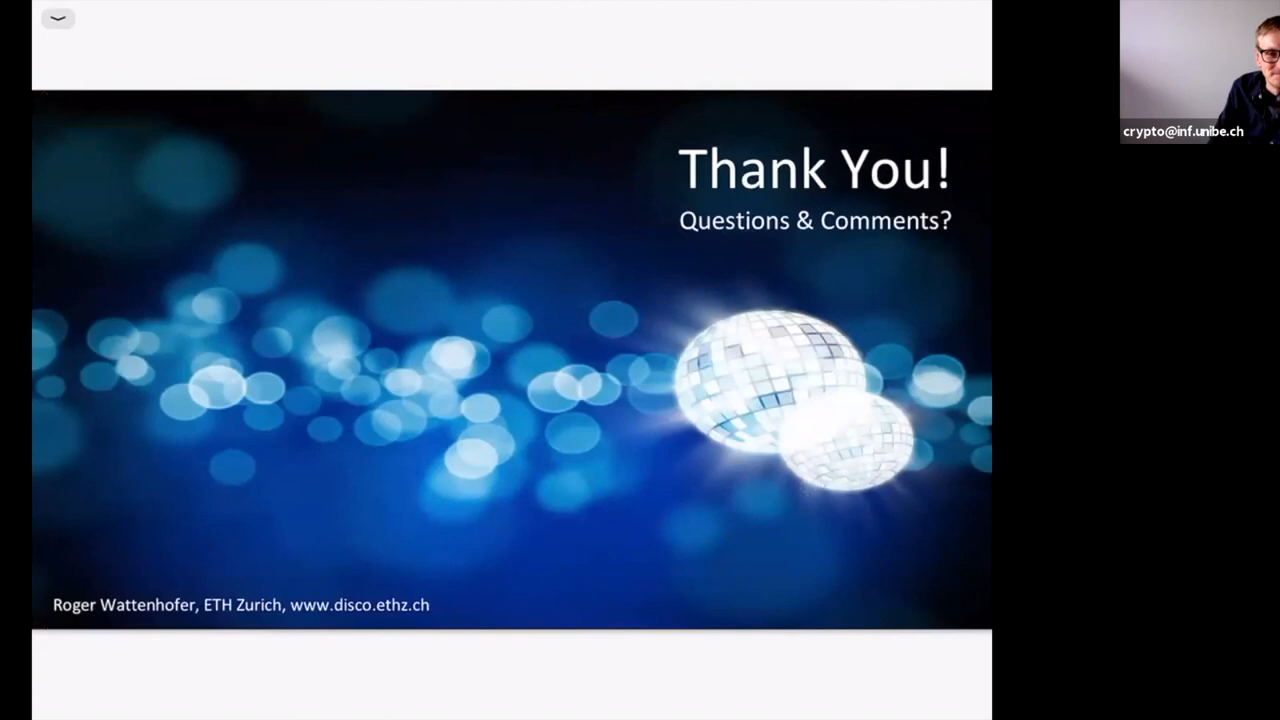 crypto@inf.unibe.ch
Thank You!
Questions & Comments?
Roger Wattenhofer, ETH Zurich, www.disco.ethz.ch